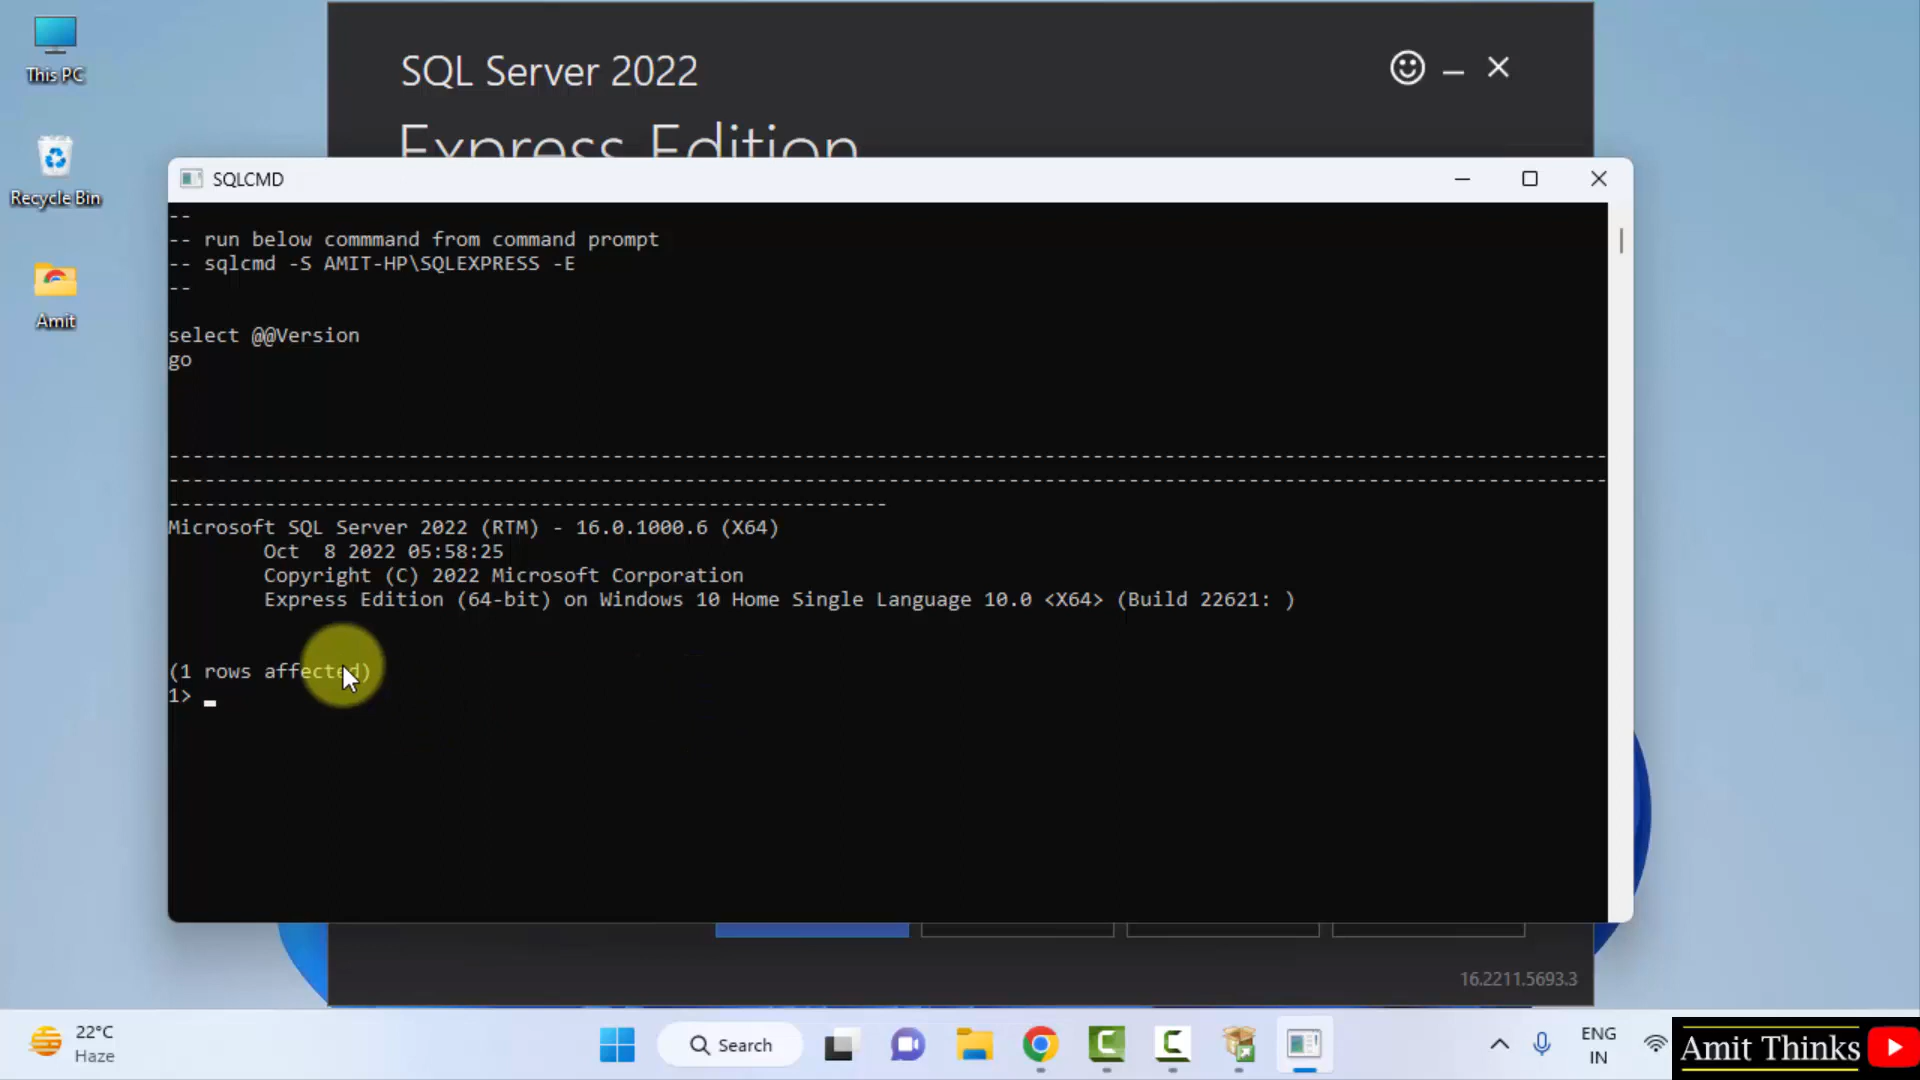 This PC
Recycle Bin
Amit
SQL Server 2022
Express Edition
SQLCMD
--
-- run below commmand from command prompt
-- sqlcmd -S AMIT-HP\SQLEXPRESS -E
--
select @@Version
go
------------------------------------------------------------------------------------------------------------------------
------------------------------------------------------------------------------------------------------------------------
------------------------------------------------------------
Microsoft SQL Server 2022 (RTM) - 16.0.1000.6 (X64)
Oct  8 2022 05:58:25
Copyright (C) 2022 Microsoft Corporation
Express Edition (64-bit) on Windows 10 Home Single Language 10.0 <X64> (Build 22621: )
(1 rows affected)
1>
16.2211.5693.3
22°C
Haze
Search
ENG
IN
Amit Thinks